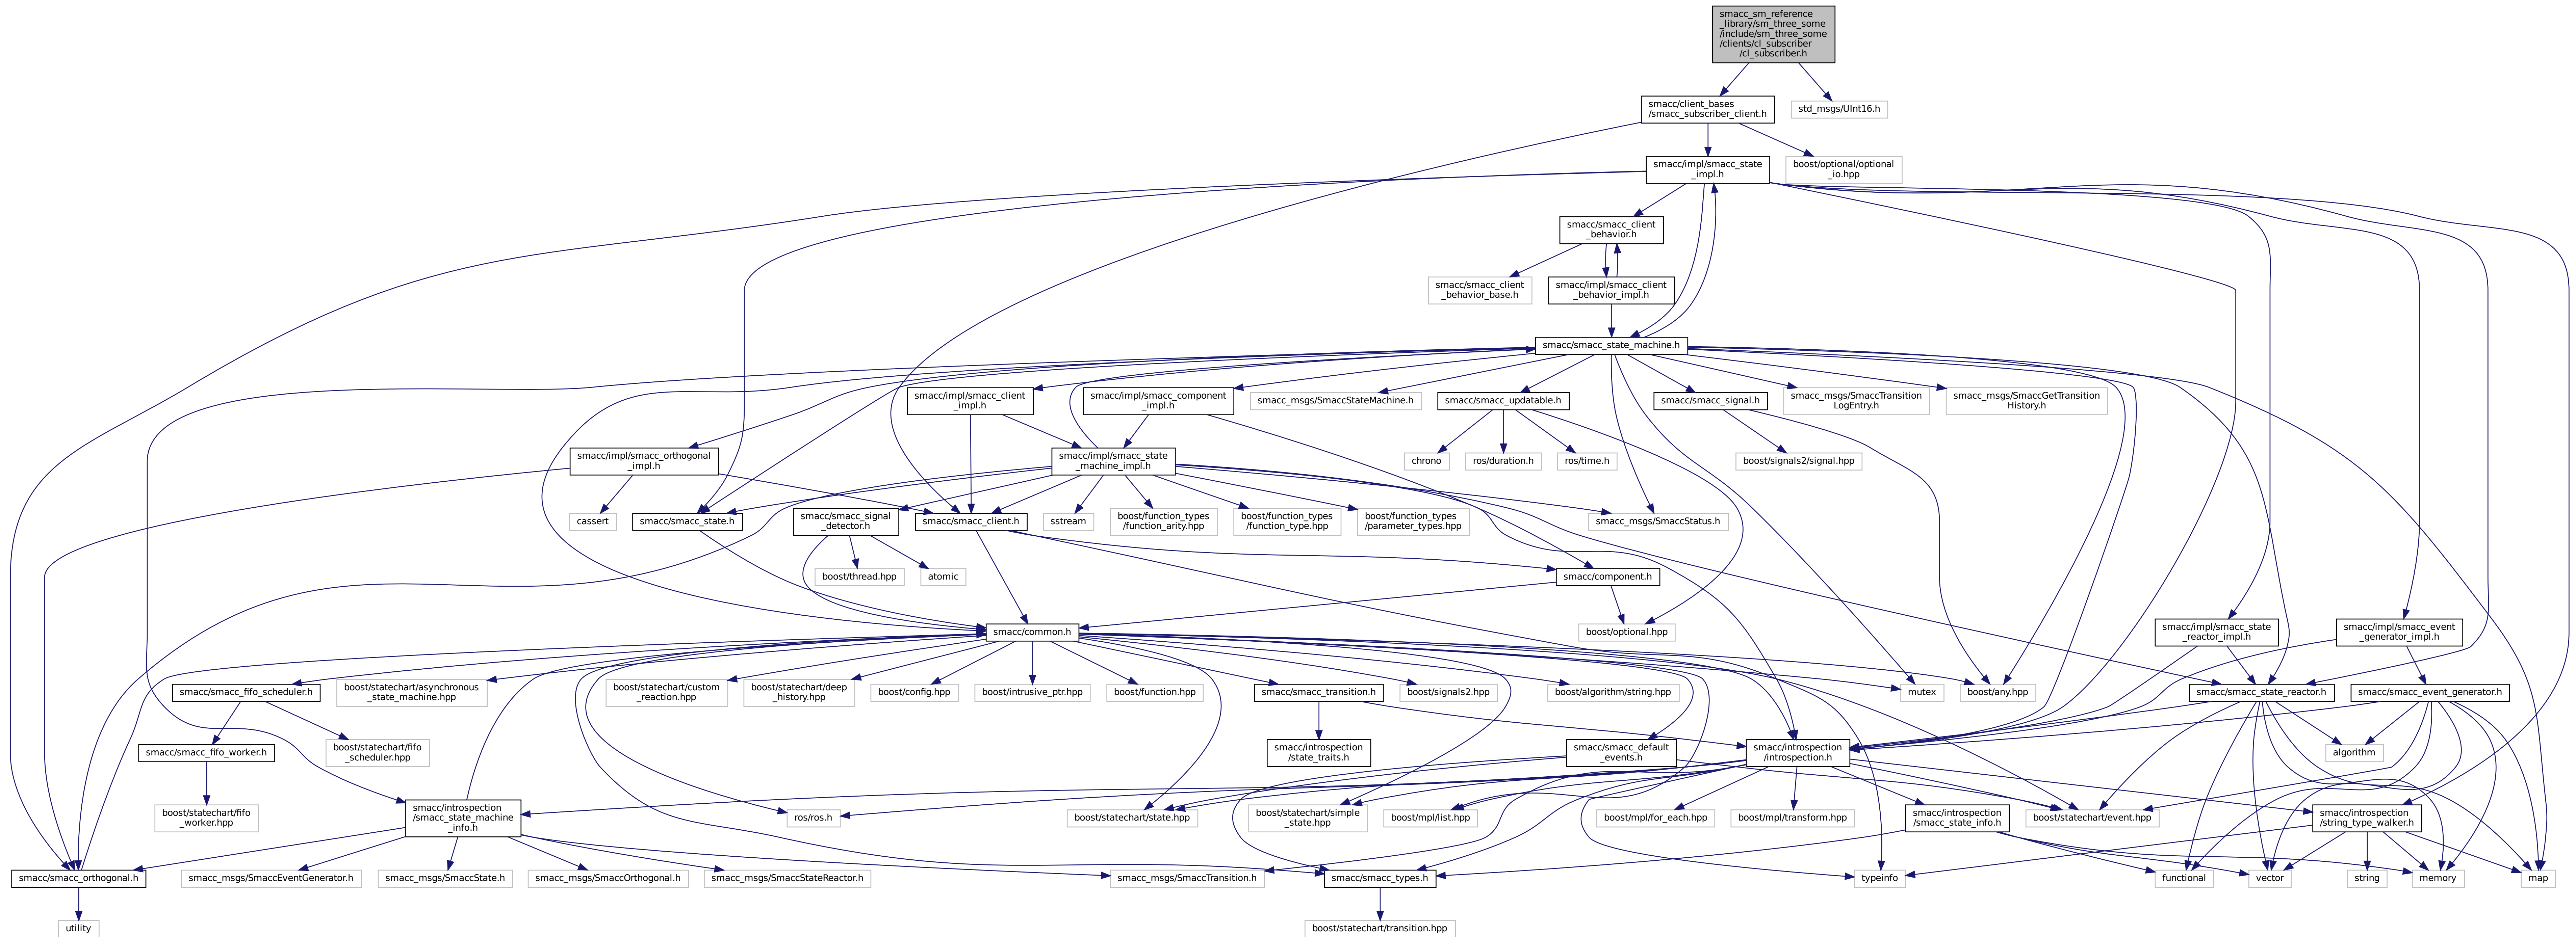 smacc_sm_reference
_library/sm_three_some
/include/sm_three_some
/clients/cl_subscriber
/cl_subscriber.h
smacc/client_bases
/smacc_subscriber_client.h
std_msgs/UInt16.h
smacc/impl/smacc_state
_impl.h
boost/optional/optional
_io.hpp
smacc/smacc_client
_behavior.h
smacc/smacc_client
_behavior_base.h
smacc/impl/smacc_client
_behavior_impl.h
smacc/smacc_state_machine.h
smacc/impl/smacc_client
_impl.h
smacc/impl/smacc_component
_impl.h
smacc_msgs/SmaccStateMachine.h
smacc/smacc_updatable.h
smacc/smacc_signal.h
smacc_msgs/SmaccTransition
LogEntry.h
smacc_msgs/SmaccGetTransition
History.h
smacc/impl/smacc_orthogonal
_impl.h
smacc/impl/smacc_state
_machine_impl.h
chrono
ros/duration.h
ros/time.h
boost/signals2/signal.hpp
cassert
smacc/smacc_state.h
smacc/smacc_signal
_detector.h
smacc/smacc_client.h
sstream
boost/function_types
/function_arity.hpp
boost/function_types
/function_type.hpp
boost/function_types
/parameter_types.hpp
smacc_msgs/SmaccStatus.h
boost/thread.hpp
atomic
smacc/component.h
smacc/common.h
boost/optional.hpp
smacc/impl/smacc_state
_reactor_impl.h
smacc/impl/smacc_event
_generator_impl.h
smacc/smacc_fifo_scheduler.h
boost/statechart/asynchronous
_state_machine.hpp
boost/statechart/custom
_reaction.hpp
boost/statechart/deep
_history.hpp
boost/config.hpp
boost/intrusive_ptr.hpp
boost/function.hpp
smacc/smacc_transition.h
boost/signals2.hpp
boost/algorithm/string.hpp
mutex
boost/any.hpp
smacc/smacc_state_reactor.h
smacc/smacc_event_generator.h
smacc/smacc_fifo_worker.h
boost/statechart/fifo
_scheduler.hpp
smacc/introspection
/state_traits.h
smacc/smacc_default
_events.h
smacc/introspection
/introspection.h
algorithm
boost/statechart/fifo
_worker.hpp
smacc/introspection
/smacc_state_machine
_info.h
ros/ros.h
boost/statechart/state.hpp
boost/statechart/simple
_state.hpp
boost/mpl/list.hpp
boost/mpl/for_each.hpp
boost/mpl/transform.hpp
smacc/introspection
/smacc_state_info.h
boost/statechart/event.hpp
smacc/introspection
/string_type_walker.h
smacc/smacc_orthogonal.h
smacc_msgs/SmaccEventGenerator.h
smacc_msgs/SmaccState.h
smacc_msgs/SmaccOrthogonal.h
smacc_msgs/SmaccStateReactor.h
smacc_msgs/SmaccTransition.h
smacc/smacc_types.h
typeinfo
functional
vector
string
memory
map
utility
boost/statechart/transition.hpp